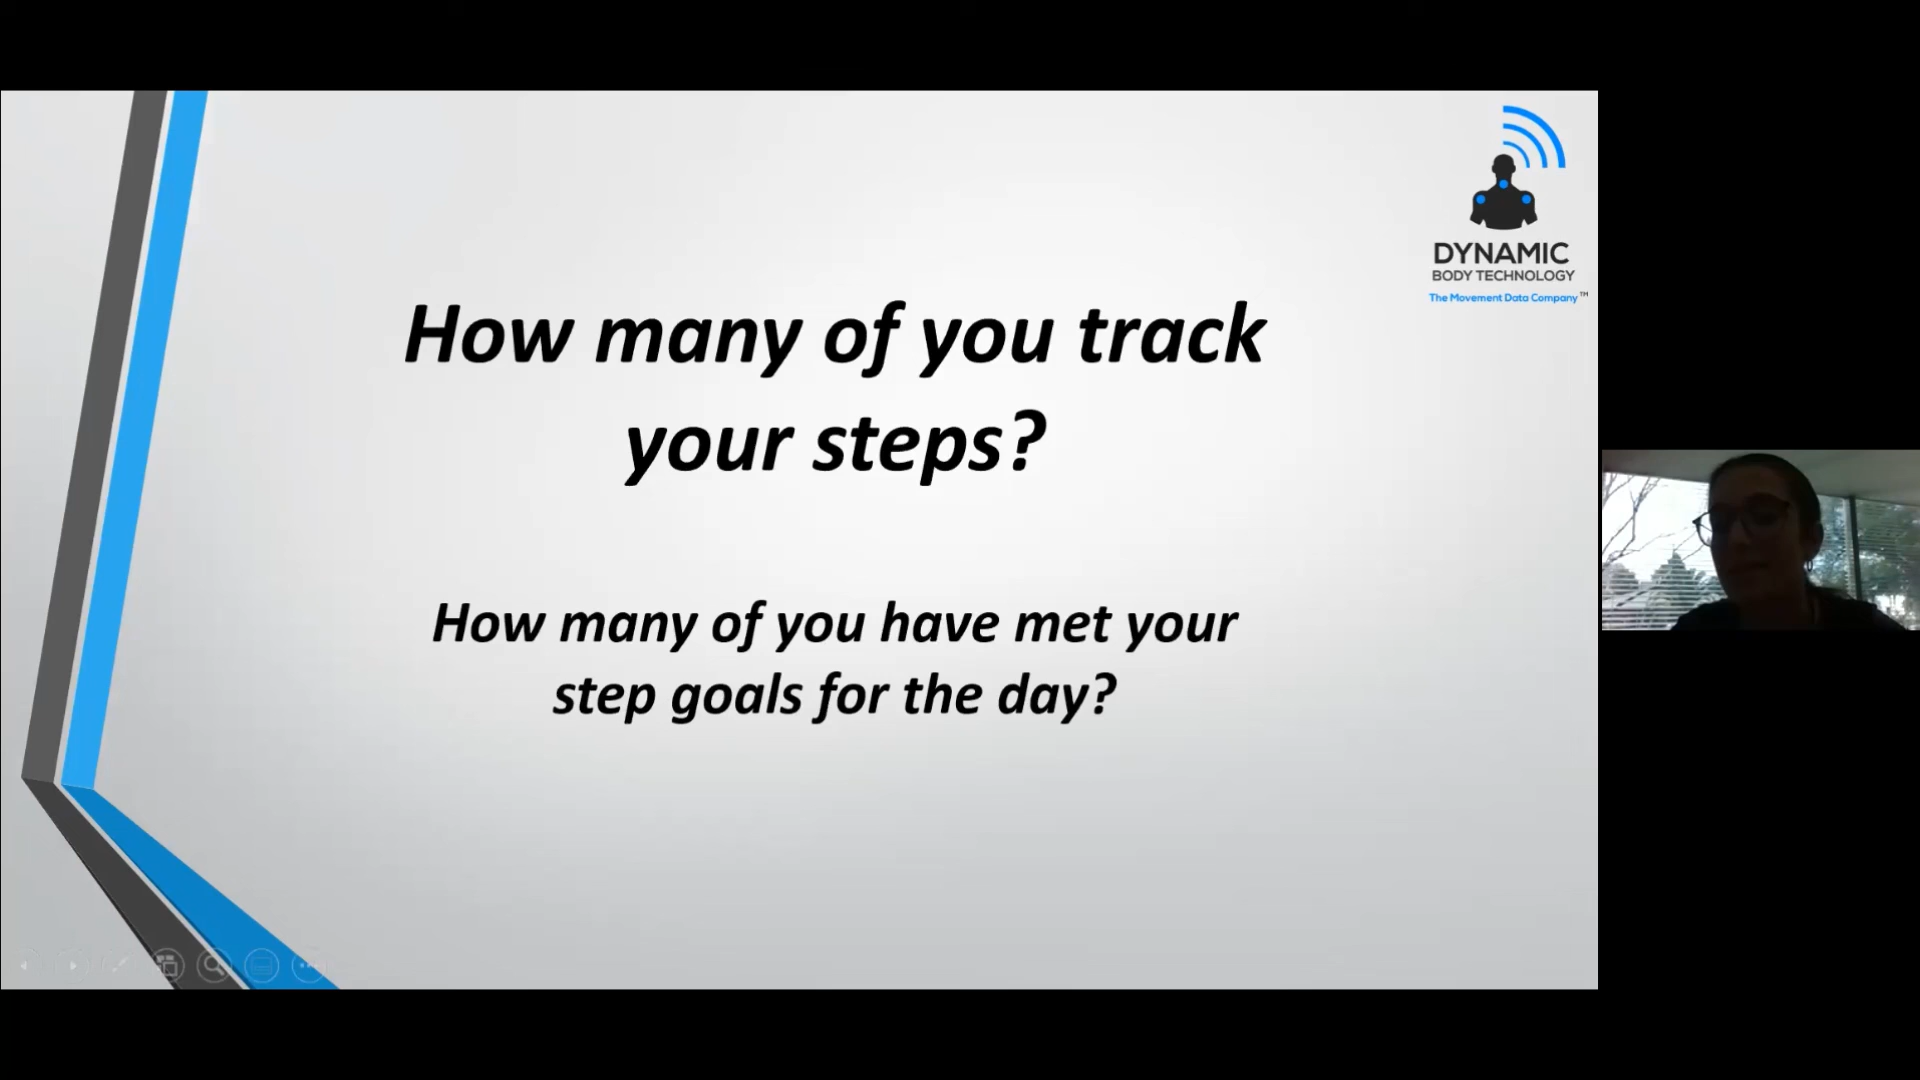 DYNAMIC
BODY TECHNOLOGY
The Movement Data Company™
How many of you track
your steps?
How many of you have met your
step goals for the day?